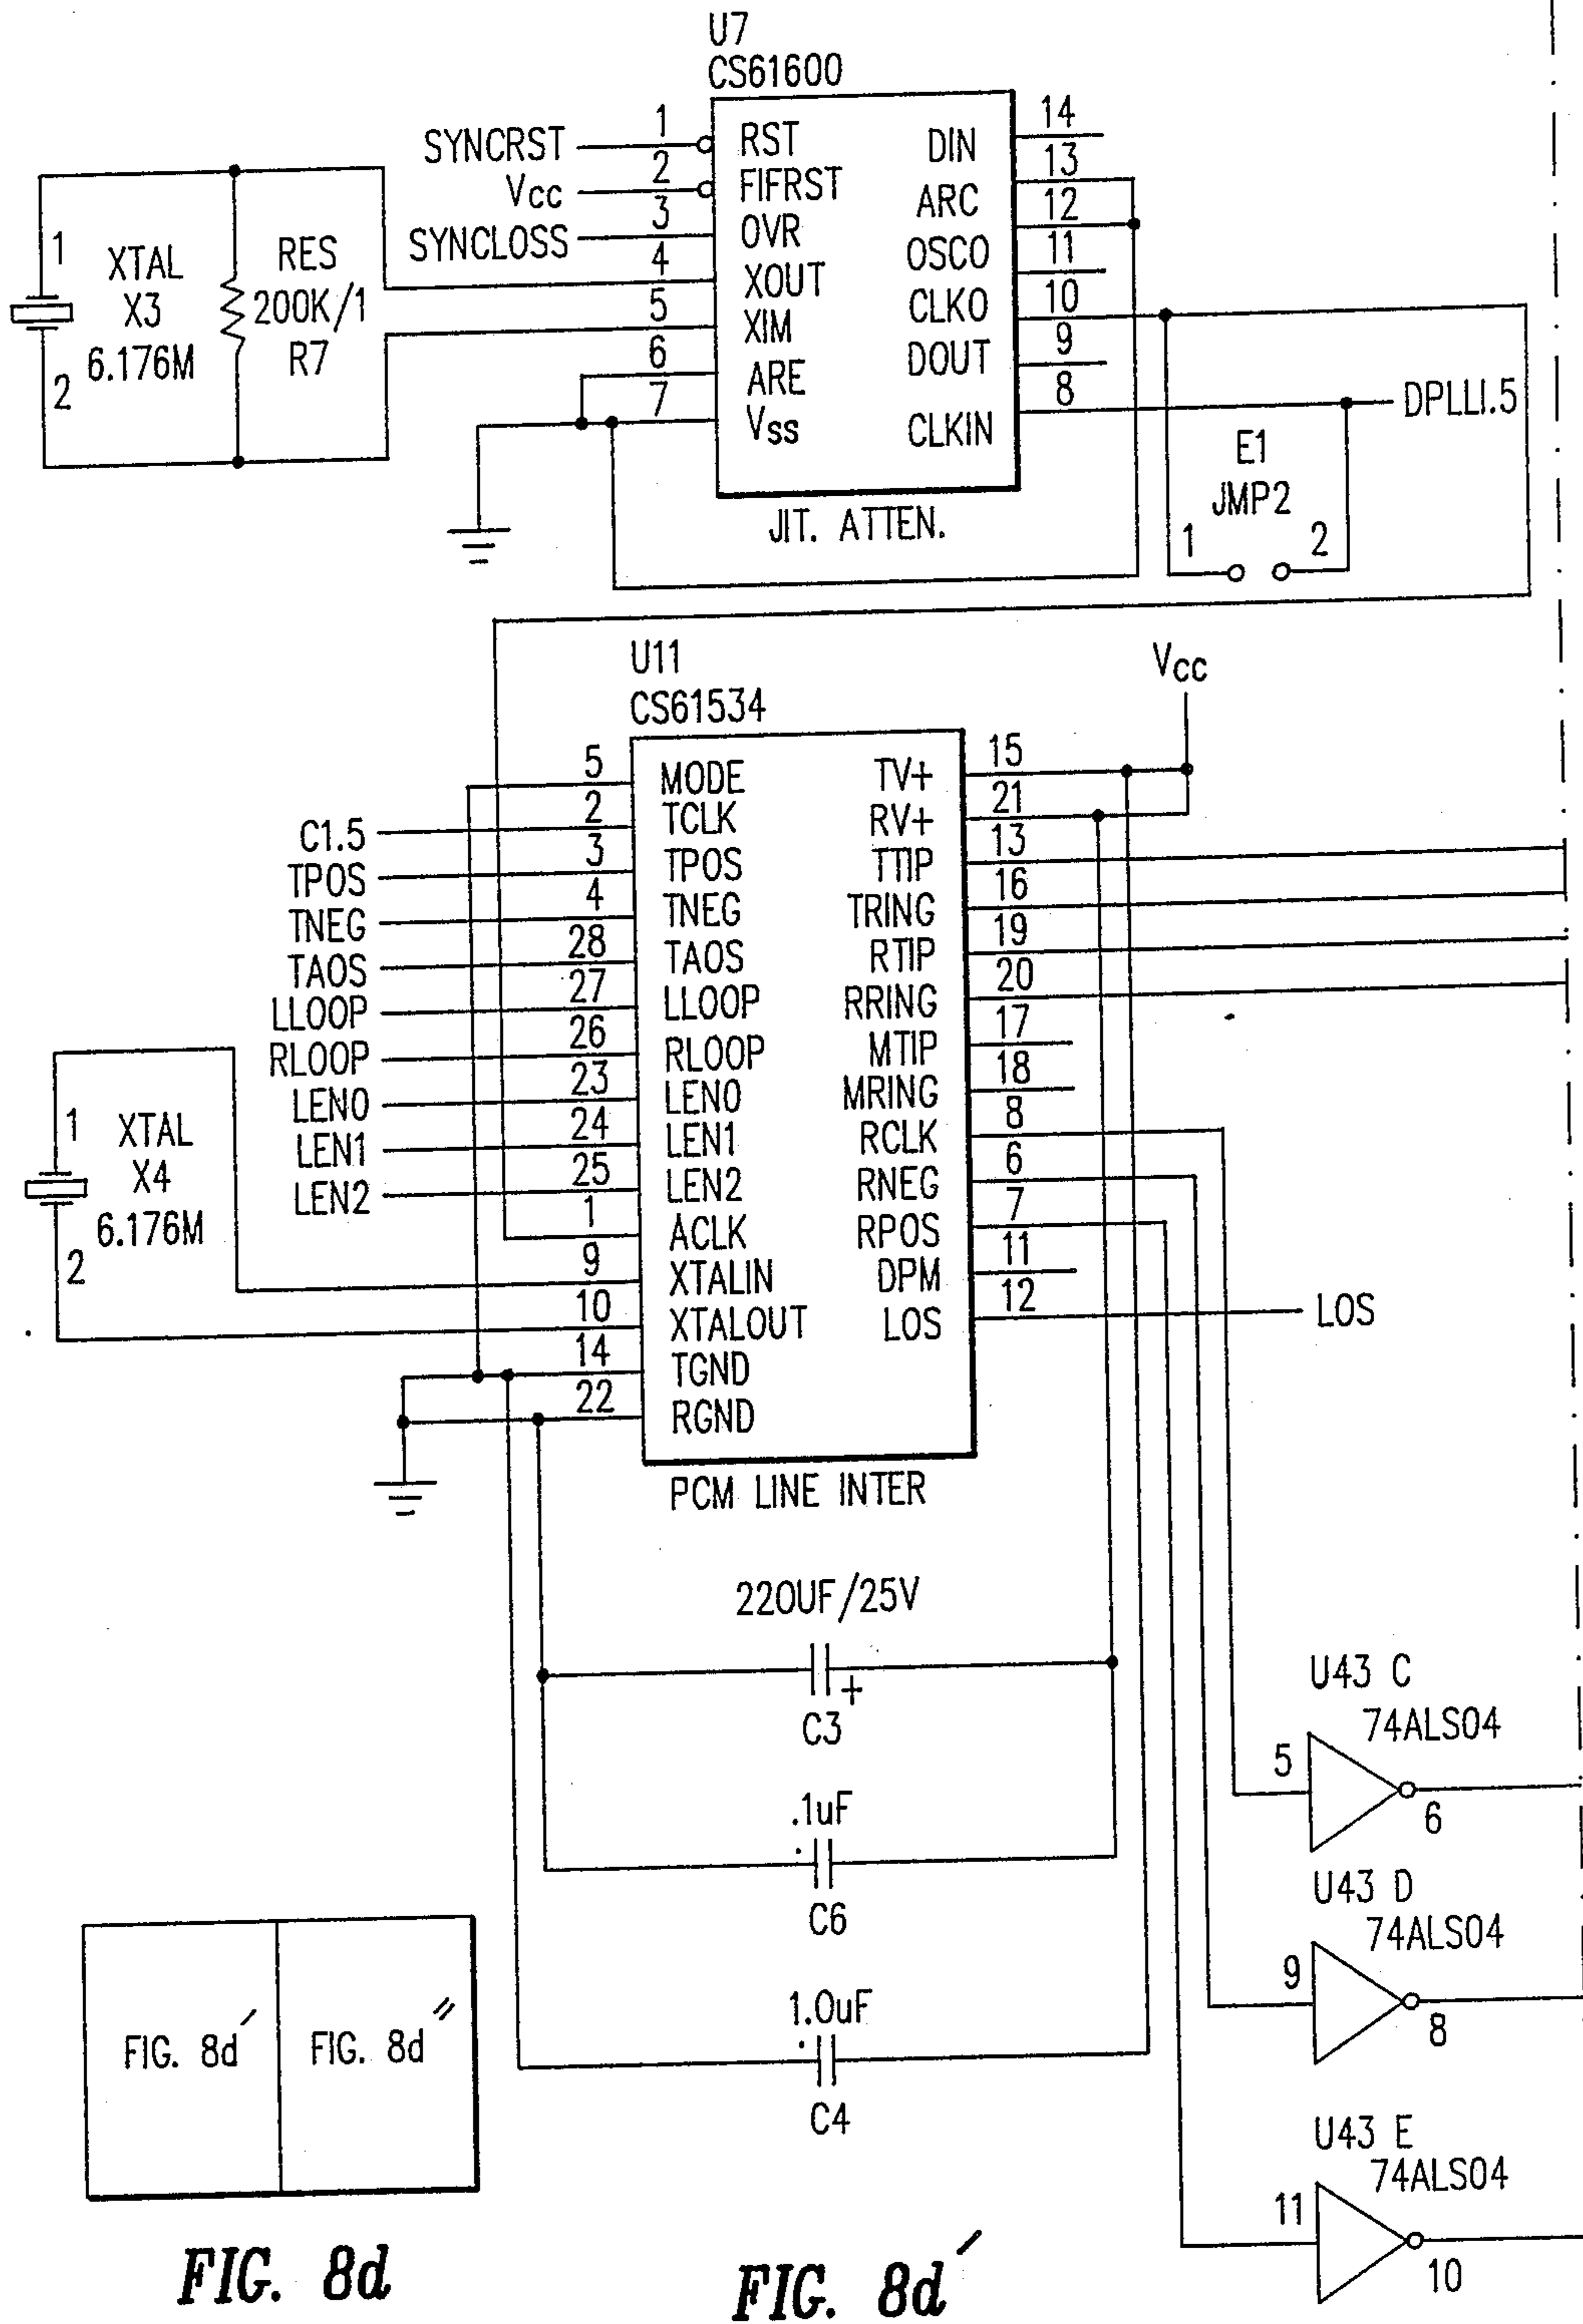 U7
CS61600
SYNCRST 1 RST DIN 14
Vcc 2 FIFRST ARC 13
SYNCLOSS 3 OVR OSCO 12
4 XOUT CLKO 11
5 XIM DOUT 10
6 ARE 9
7 Vss CLKIN 8
DPLLI.5
1
XTAL
X3
6.176M
2
RES
200K/1
R7
E1
JMP2
1 2
JIT. ATTEN.
U11
CS61534
Vcc
5 MODE TV+ 15
C1.5 2 TCLK RV+ 21
TPOS 3 TPOS TTIP 13
TNEG 4 TNEG TRING 16
TAOS 28 TAOS RTIP 19
LLOOP 27 LLOOP RRING 20
RLOOP 26 RLOOP MTIP 17
LEN0 23 LEN0 MRING 18
LEN1 24 LEN1 RCLK 8
LEN2 25 LEN2 RNEG 6
1 ACLK RPOS 7
9 XTALIN DPM 11
10 XTALOUT LOS 12 LOS
14 TGND
22 RGND
1
XTAL
X4
6.176M
2
PCM LINE INTER
220UF/25V
+
C3
.1uF
C6
1.0uF
C4
U43 C
74ALS04
5
6
U43 D
74ALS04
9
8
U43 E
74ALS04
11
10
FIG. 8d′ FIG. 8d″
FIG. 8d
FIG. 8d′